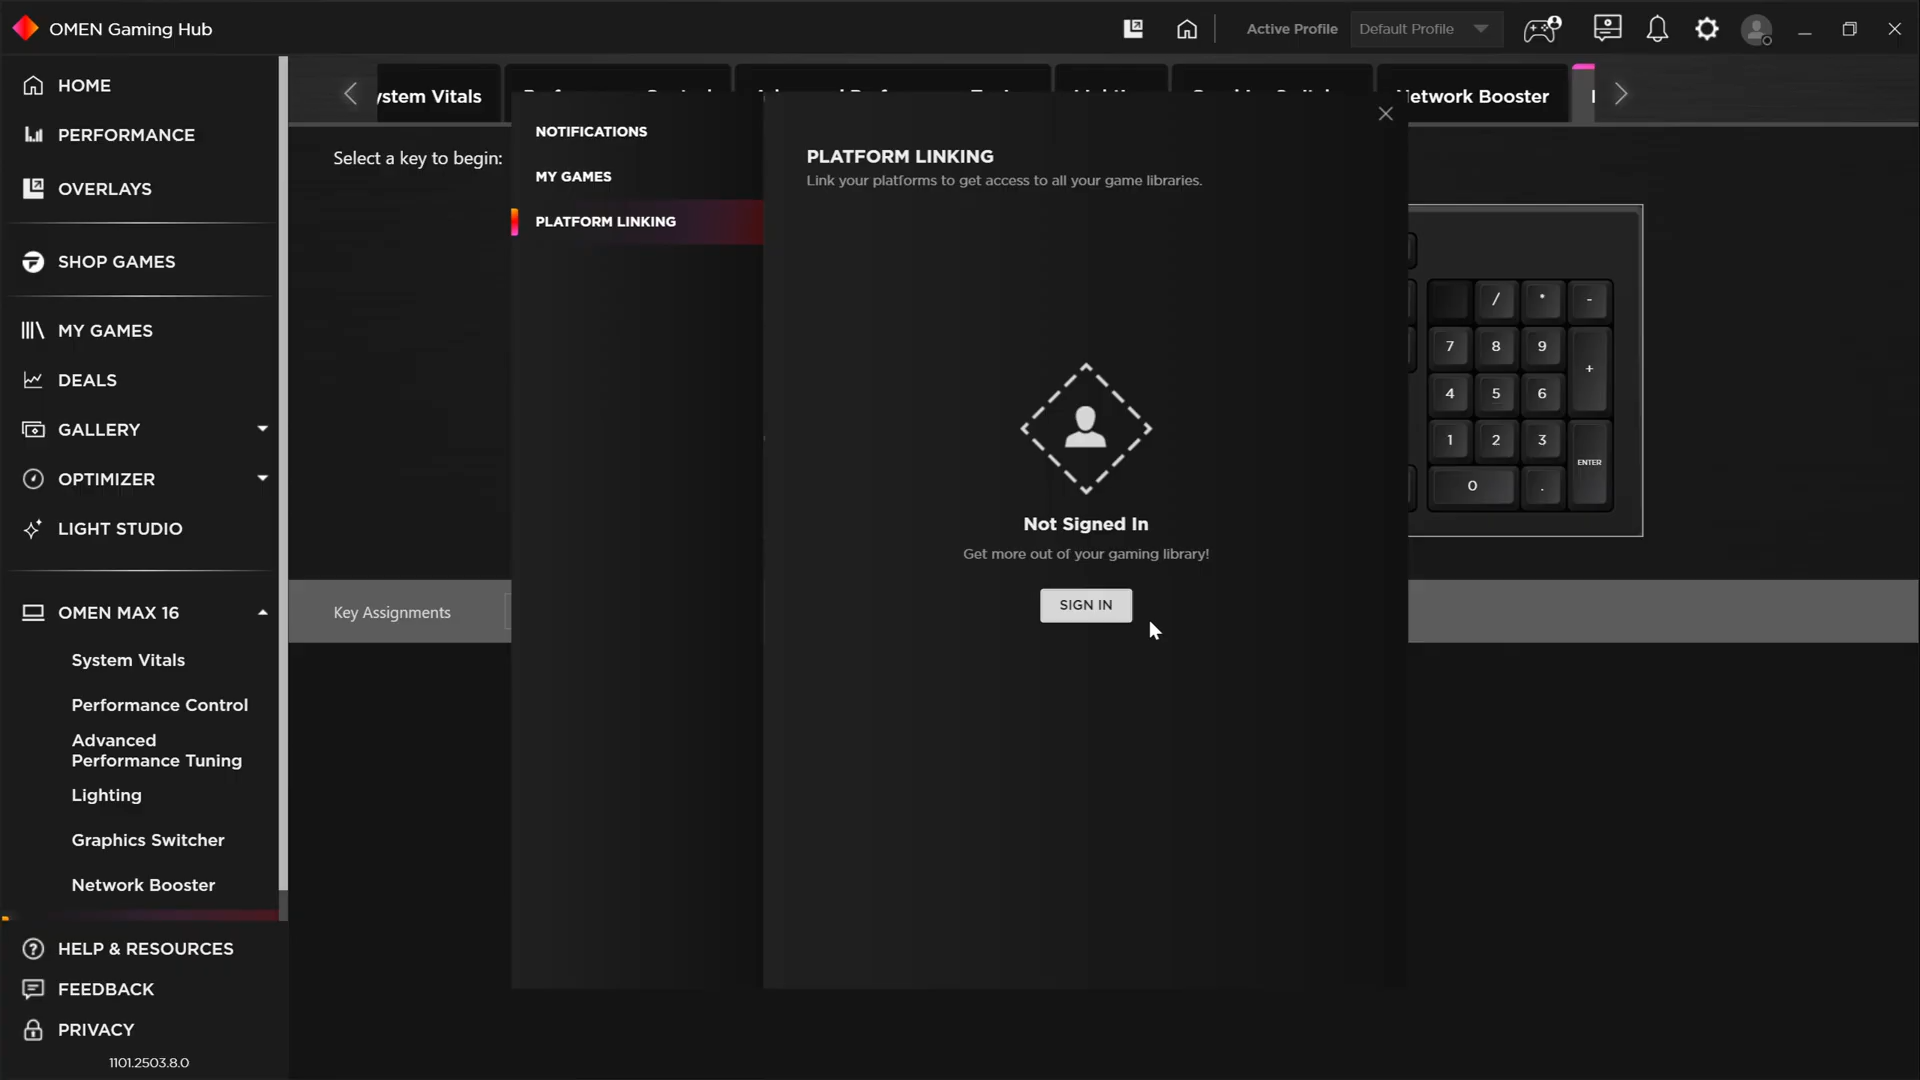 OMEN Gaming Hub
Active Profile
Default Profile
HOME
PERFORMANCE
OVERLAYS
SHOP GAMES
MY GAMES
DEALS
GALLERY
OPTIMIZER
LIGHT STUDIO
OMEN MAX 16
System Vitals
Performance Control
Advanced
Performance Tuning
Lighting
Graphics Switcher
Network Booster
HELP & RESOURCES
FEEDBACK
PRIVACY
1101.2503.8.0
ystem Vitals
Network Booster
Select a key to begin:
NOTIFICATIONS
MY GAMES
PLATFORM LINKING
PLATFORM LINKING
Link your platforms to get access to all your game libraries.
Not Signed In
Get more out of your gaming library!
SIGN IN
/ * -
7 8 9
+
4 5 6
1 2 3
ENTER
0 .
Key Assignments